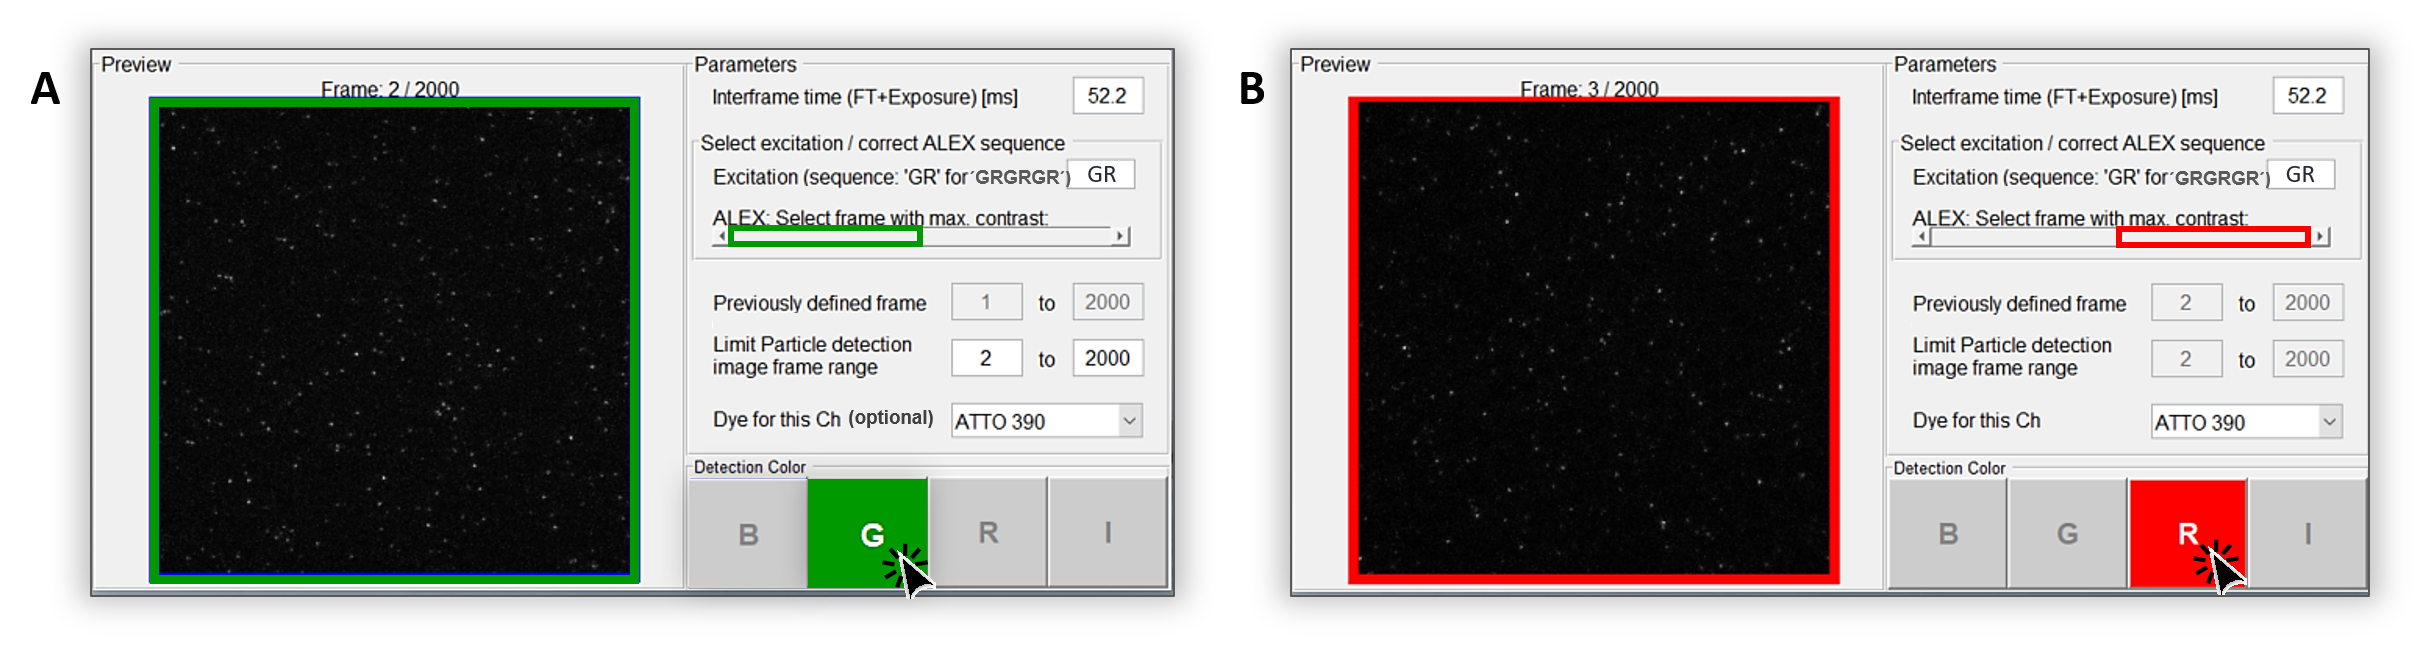 A
Preview
Frame: 2 / 2000
Parameters
Interframe time (FT+Exposure) [ms] 52.2
Select excitation / correct ALEX sequence
Excitation (sequence: 'GR' for ´GRGRGR´) GR
ALEX: Select frame with max. contrast:
Previously defined frame 1 to 2000
Limit Particle detection
image frame range 2 to 2000
Dye for this Ch (optional) ATTO 390
Detection Color
B G R I
B
Preview
Frame: 3 / 2000
Parameters
Interframe time (FT+Exposure) [ms] 52.2
Select excitation / correct ALEX sequence
Excitation (sequence: 'GR' for ´GRGRGR´) GR
ALEX: Select frame with max. contrast:
Previously defined frame 2 to 2000
Limit Particle detection
image frame range 2 to 2000
Dye for this Ch ATTO 390
Detection Color
B G R I